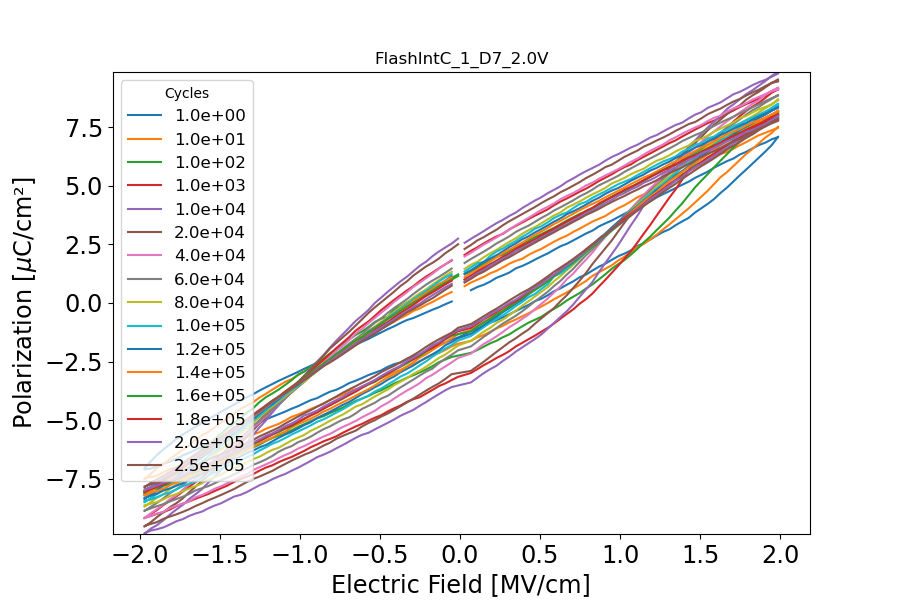 FlashIntC_1_D7_2.0V
Cycles
1.0e+00
1.0e+01
1.0e+02
1.0e+03
1.0e+04
2.0e+04
4.0e+04
6.0e+04
8.0e+04
1.0e+05
1.2e+05
1.4e+05
1.6e+05
1.8e+05
2.0e+05
2.5e+05
7.5
5.0
2.5
0.0
−2.5
−5.0
−7.5
Polarization [μC/cm²]
−2.0 −1.5 −1.0 −0.5 0.0 0.5 1.0 1.5 2.0
Electric Field [MV/cm]